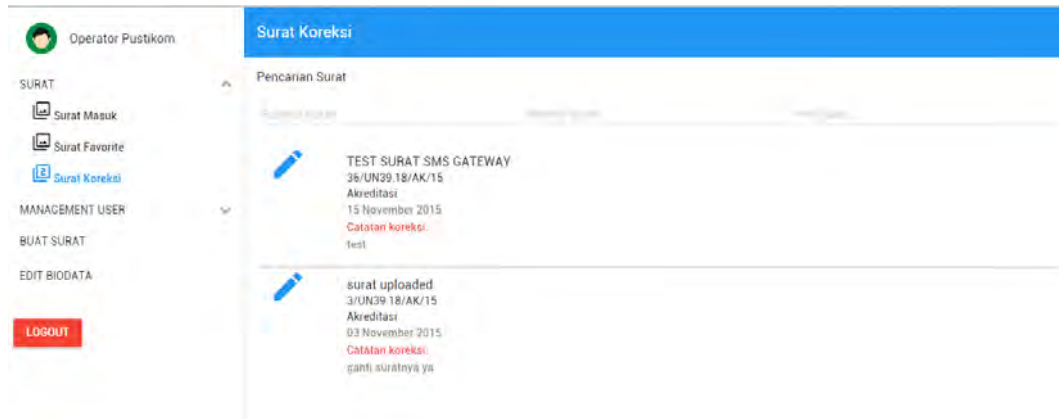 Operator Pustikom
SURAT
Surat Masuk
Surat Favorite
Surat Koreksi
MANAGEMENT USER
BUAT SURAT
EDIT BIODATA
LOGOUT
Surat Koreksi
Pencarian Surat
TEST SURAT SMS GATEWAY
36/UN39.18/AK/15
Akreditasi
15 November 2015
Catatan koreksi:
test
surat uploaded
3/UN39.18/AK/15
Akreditasi
03 November 2015
Catatan koreksi:
ganti suratnya ya